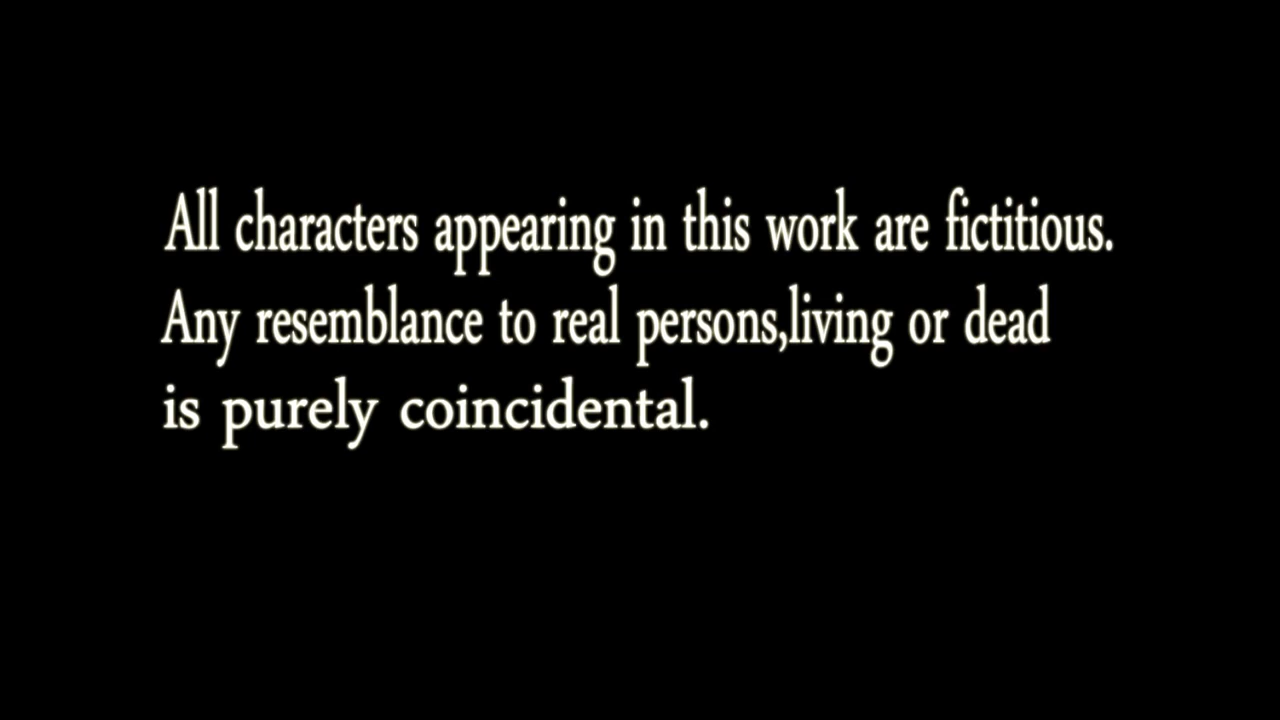 All characters appearing in this work are fictitious.
Any resemblance to real persons,living or dead
is purely coincidental.